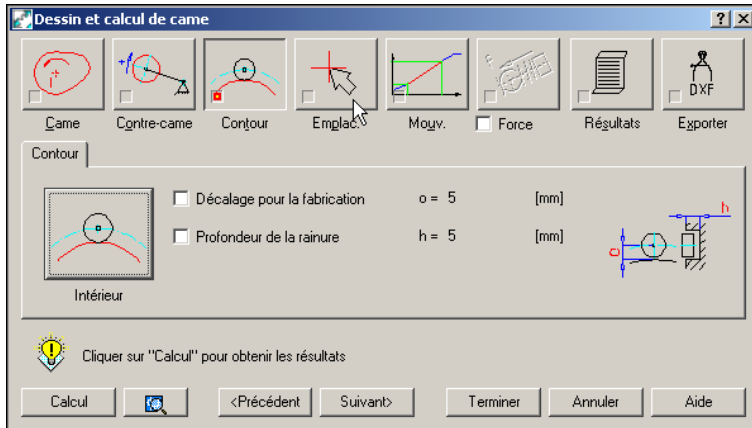 Dessin et calcul de came
DXF
Came Contre-came Contour Emplac. Mouv. Force Résultats Exporter
Contour
Décalage pour la fabrication o = 5 [mm]
Profondeur de la rainure h = 5 [mm]
h
o
Intérieur
Cliquer sur "Calcul" pour obtenir les résultats
Calcul <Précédent Suivant> Terminer Annuler Aide